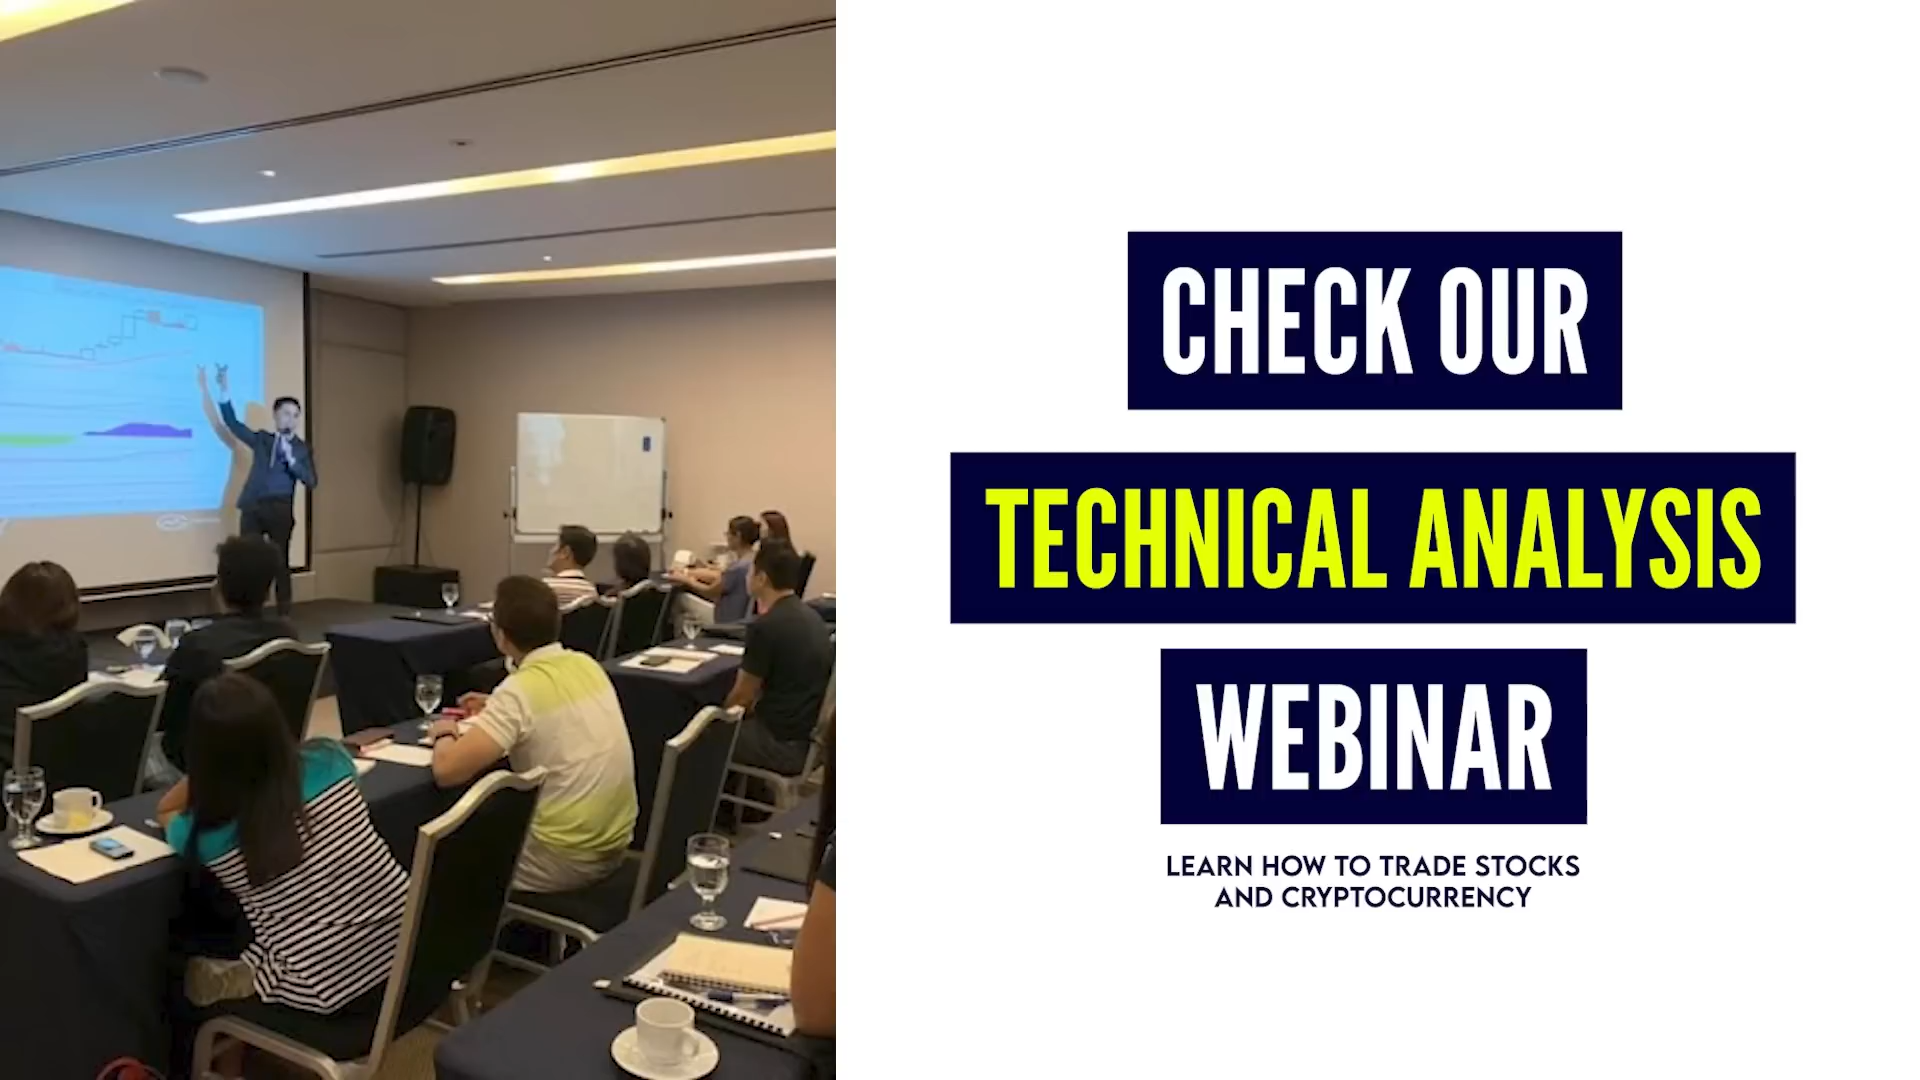 CHECK OUR
TECHNICAL ANALYSIS
WEBINAR
LEARN HOW TO TRADE STOCKS
AND CRYPTOCURRENCY